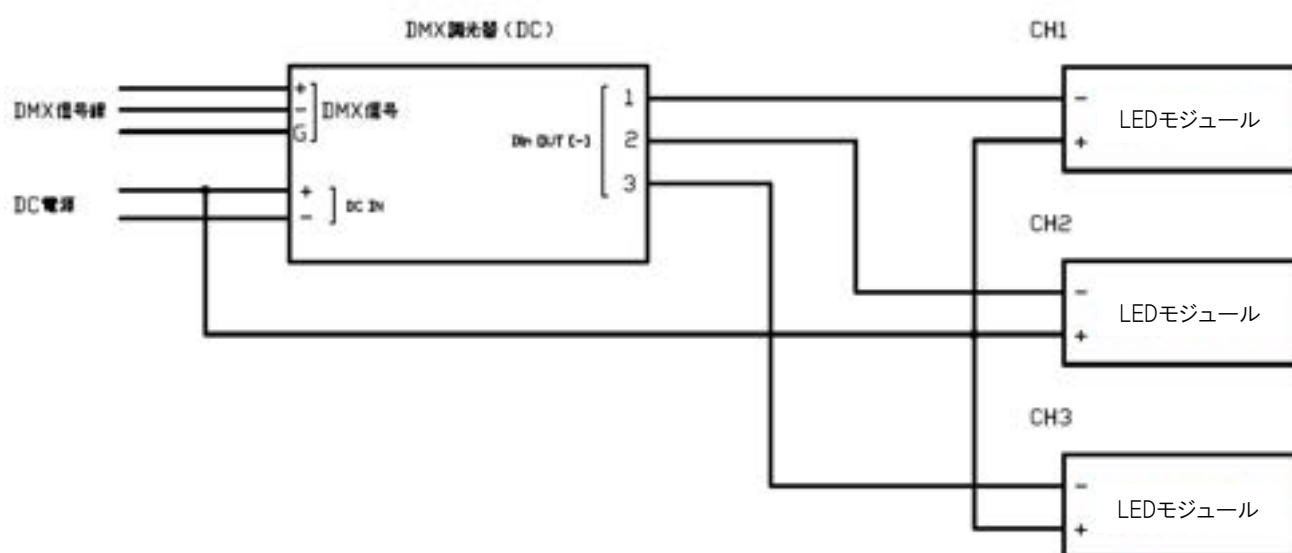 DMX調光器(DC)
CH1
DMX信号線
+
-
G
DMX信号
Dim OUT(-)
1
2
3
-
+
LEDモジュール
DC電源
+
-
DC IN
CH2
-
+
LEDモジュール
CH3
-
+
LEDモジュール